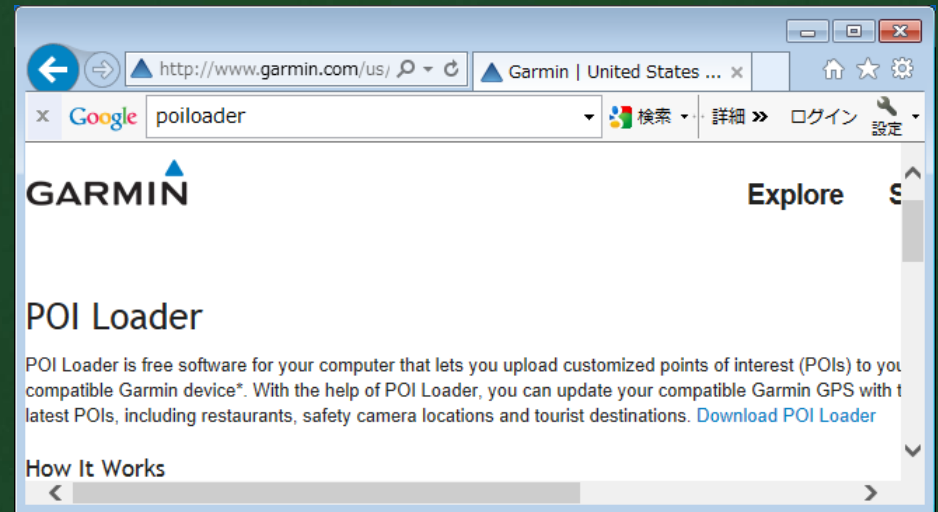 http://www.garmin.com/us/
Garmin | United States ...
Google poiloader 検索 詳細 ログイン 設定
GARMIN
Explore S
POI Loader
POI Loader is free software for your computer that lets you upload customized points of interest (POIs) to you
compatible Garmin device*. With the help of POI Loader, you can update your compatible Garmin GPS with t
latest POIs, including restaurants, safety camera locations and tourist destinations. Download POI Loader
How It Works